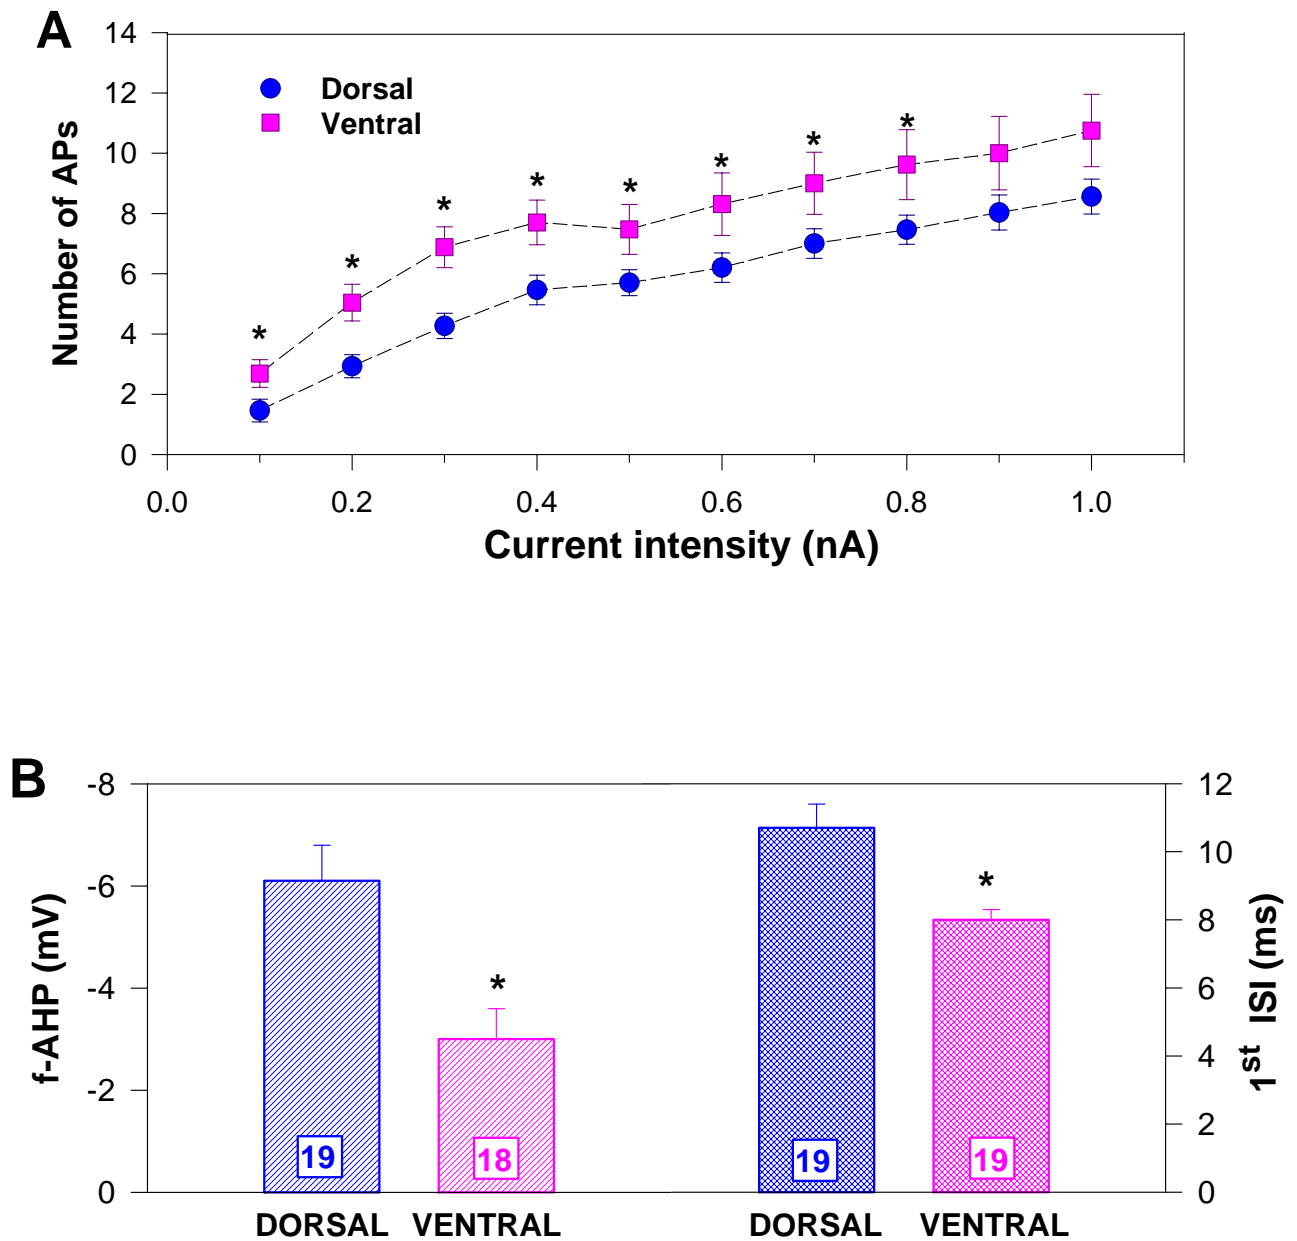 A
14
12
10
8
6
4
2
0
Number of APs
Dorsal
Ventral
* * * * * * * *
0.0 0.2 0.4 0.6 0.8 1.0
Current intensity (nA)
B
-8
-6
-4
-2
0
f-AHP (mV)
* *
19 18 19 19
12
10
8
6
4
2
0
1st ISI (ms)
DORSAL VENTRAL DORSAL VENTRAL